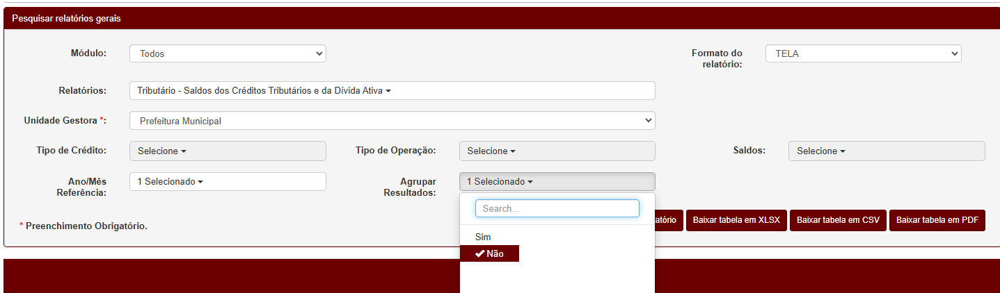 Pesquisar relatórios gerais
Módulo: Todos
Formato do relatório: TELA
Relatórios: Tributário - Saldos dos Créditos Tributários e da Dívida Ativa
Unidade Gestora *: Prefeitura Municipal
Tipo de Crédito: Selecione
Tipo de Operação: Selecione
Saldos: Selecione
Ano/Mês Referência: 1 Selecionado
Agrupar Resultados: 1 Selecionado
Search...
Sim
Não
* Preenchimento Obrigatório.
Baixar tabela em XLSX
Baixar tabela em CSV
Baixar tabela em PDF